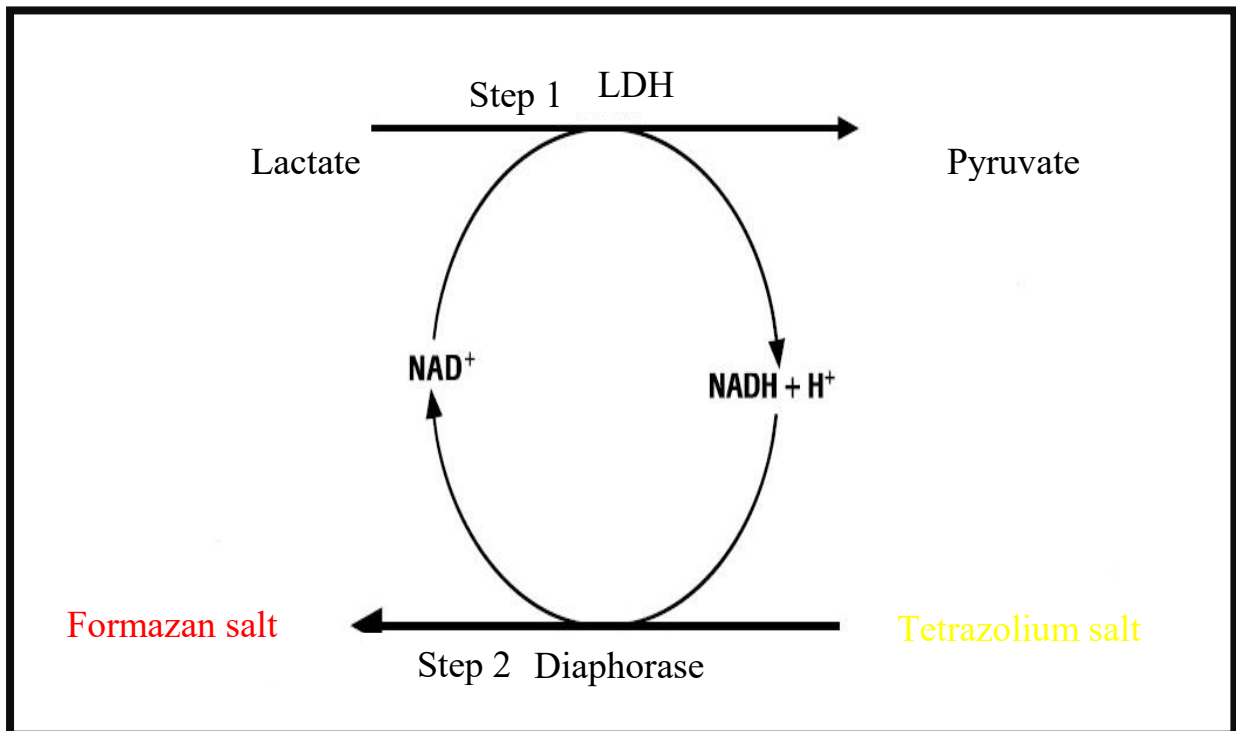 Step 1 LDH
Lactate
Pyruvate
NAD⁺
NADH + H⁺
Formazan salt
Tetrazolium salt
Step 2 Diaphorase